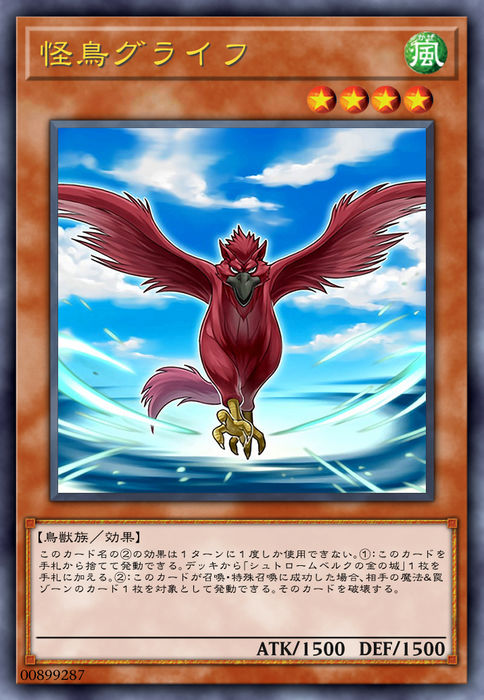 怪鳥グライフ
かぜ
風
【鳥獣族／効果】
このカード名の②の効果は１ターンに１度しか使用できない。①：このカードを
手札から捨てて発動できる。デッキから「シュトロームベルクの金の城」１枚を
手札に加える。②：このカードが召喚・特殊召喚に成功した場合、相手の魔法＆罠
ゾーンのカード１枚を対象として発動できる。そのカードを破壊する。
ATK/1500 DEF/1500
00899287